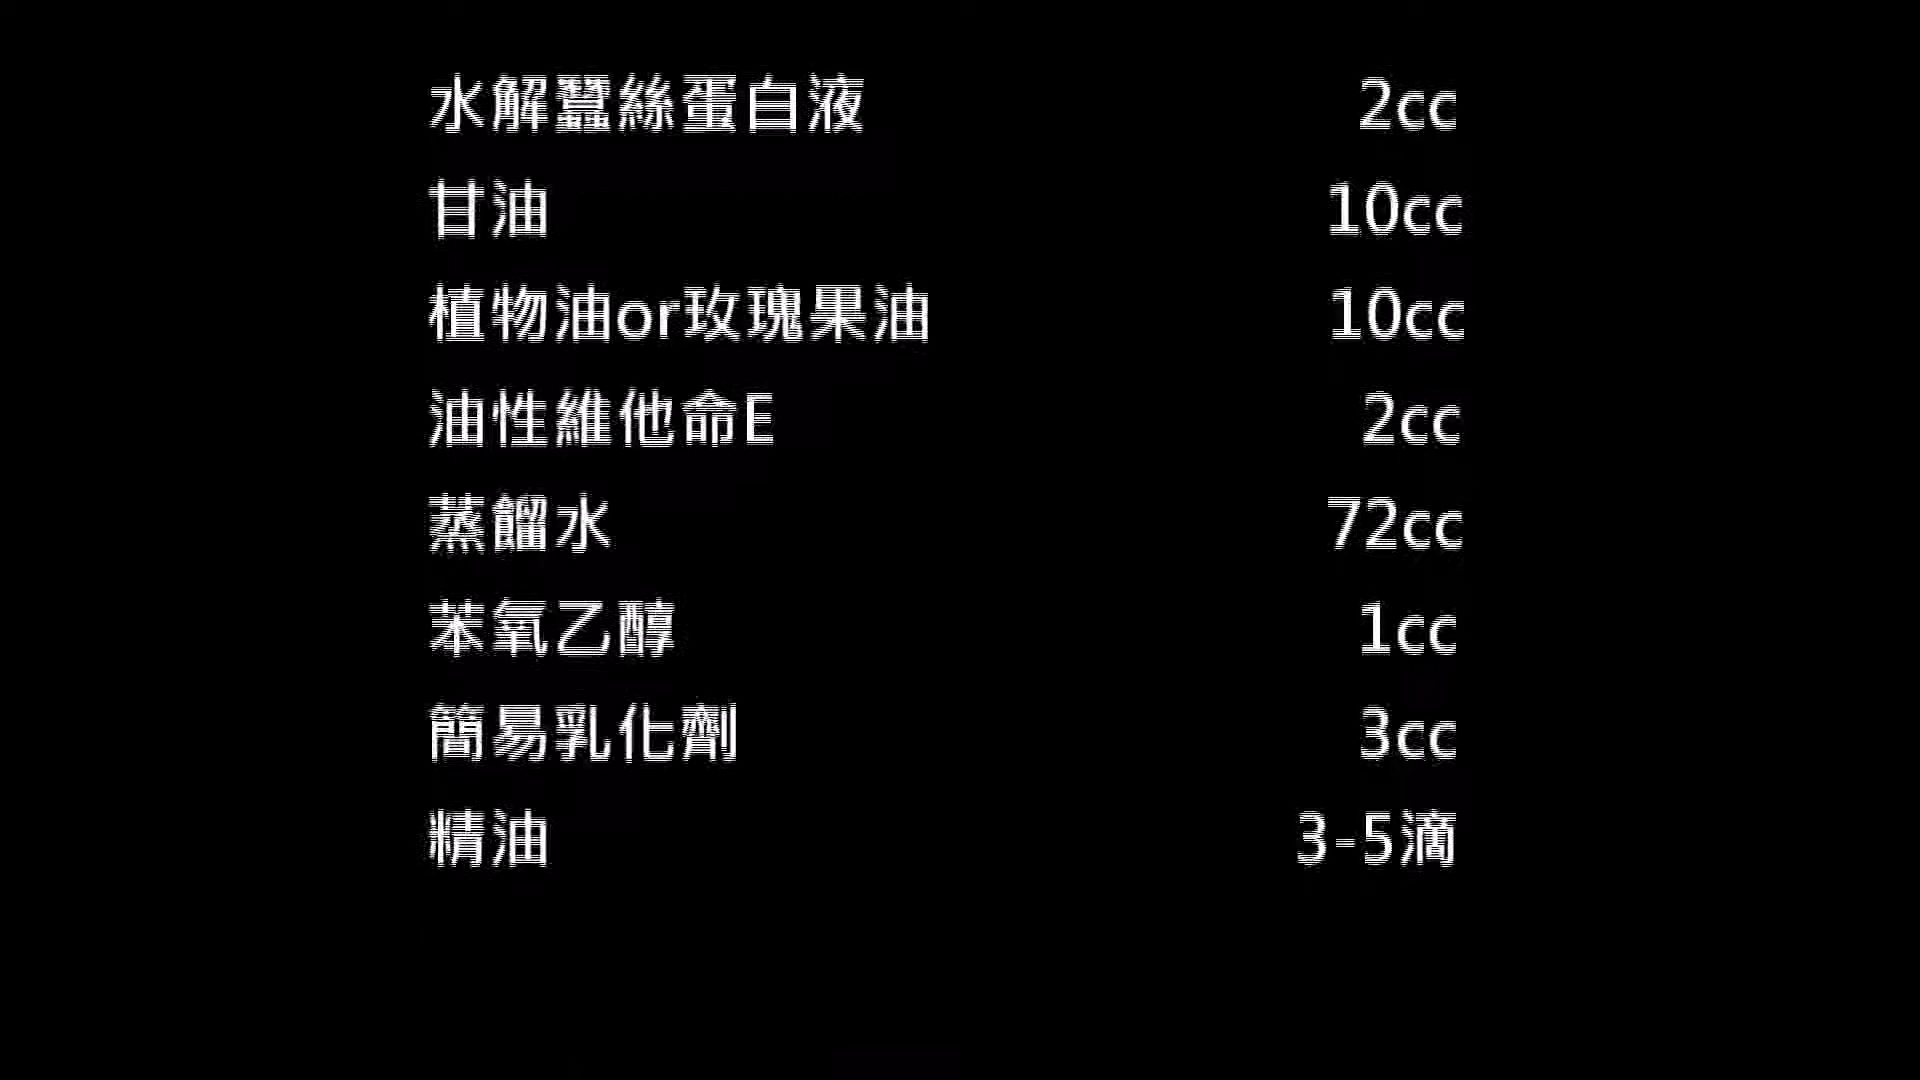 水解蠶絲蛋白液 2cc
甘油 10cc
植物油or玫瑰果油 10cc
油性維他命E 2cc
蒸餾水 72cc
苯氧乙醇 1cc
簡易乳化劑 3cc
精油 3-5滴